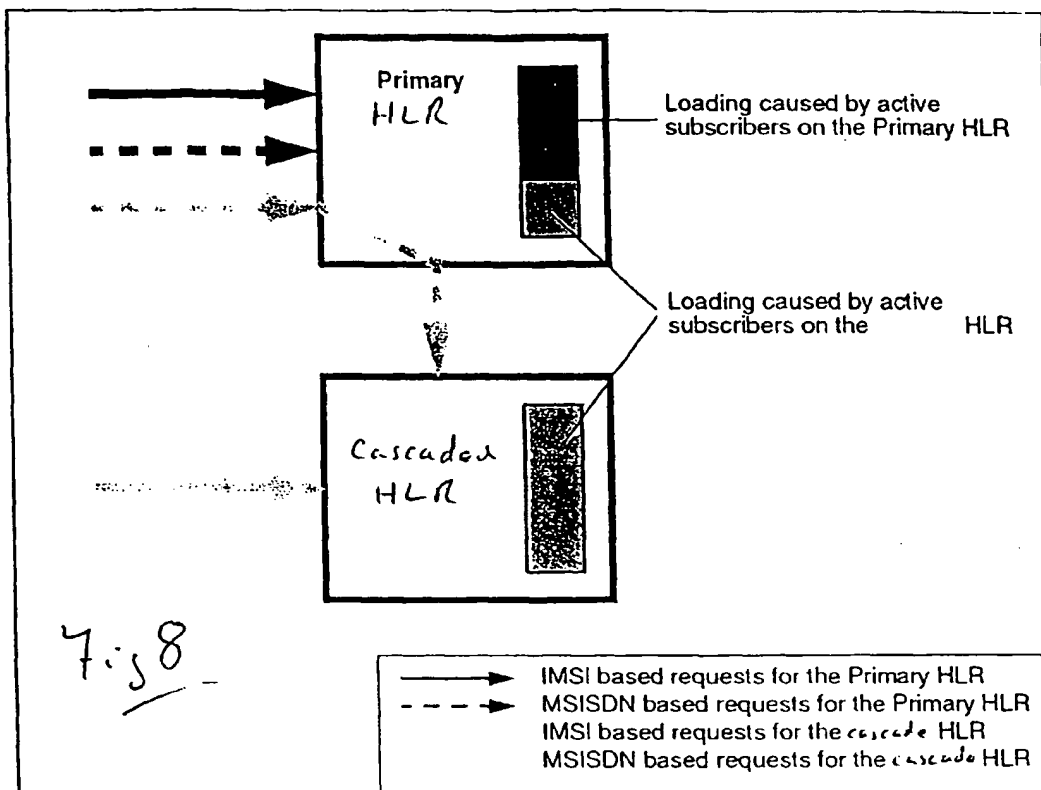 Primary
HLR
Loading caused by active
subscribers on the Primary HLR
Loading caused by active
subscribers on the HLR
Cascaded
HLR
Fig 8
IMSI based requests for the Primary HLR
MSISDN based requests for the Primary HLR
IMSI based requests for the cascade HLR
MSISDN based requests for the cascade HLR